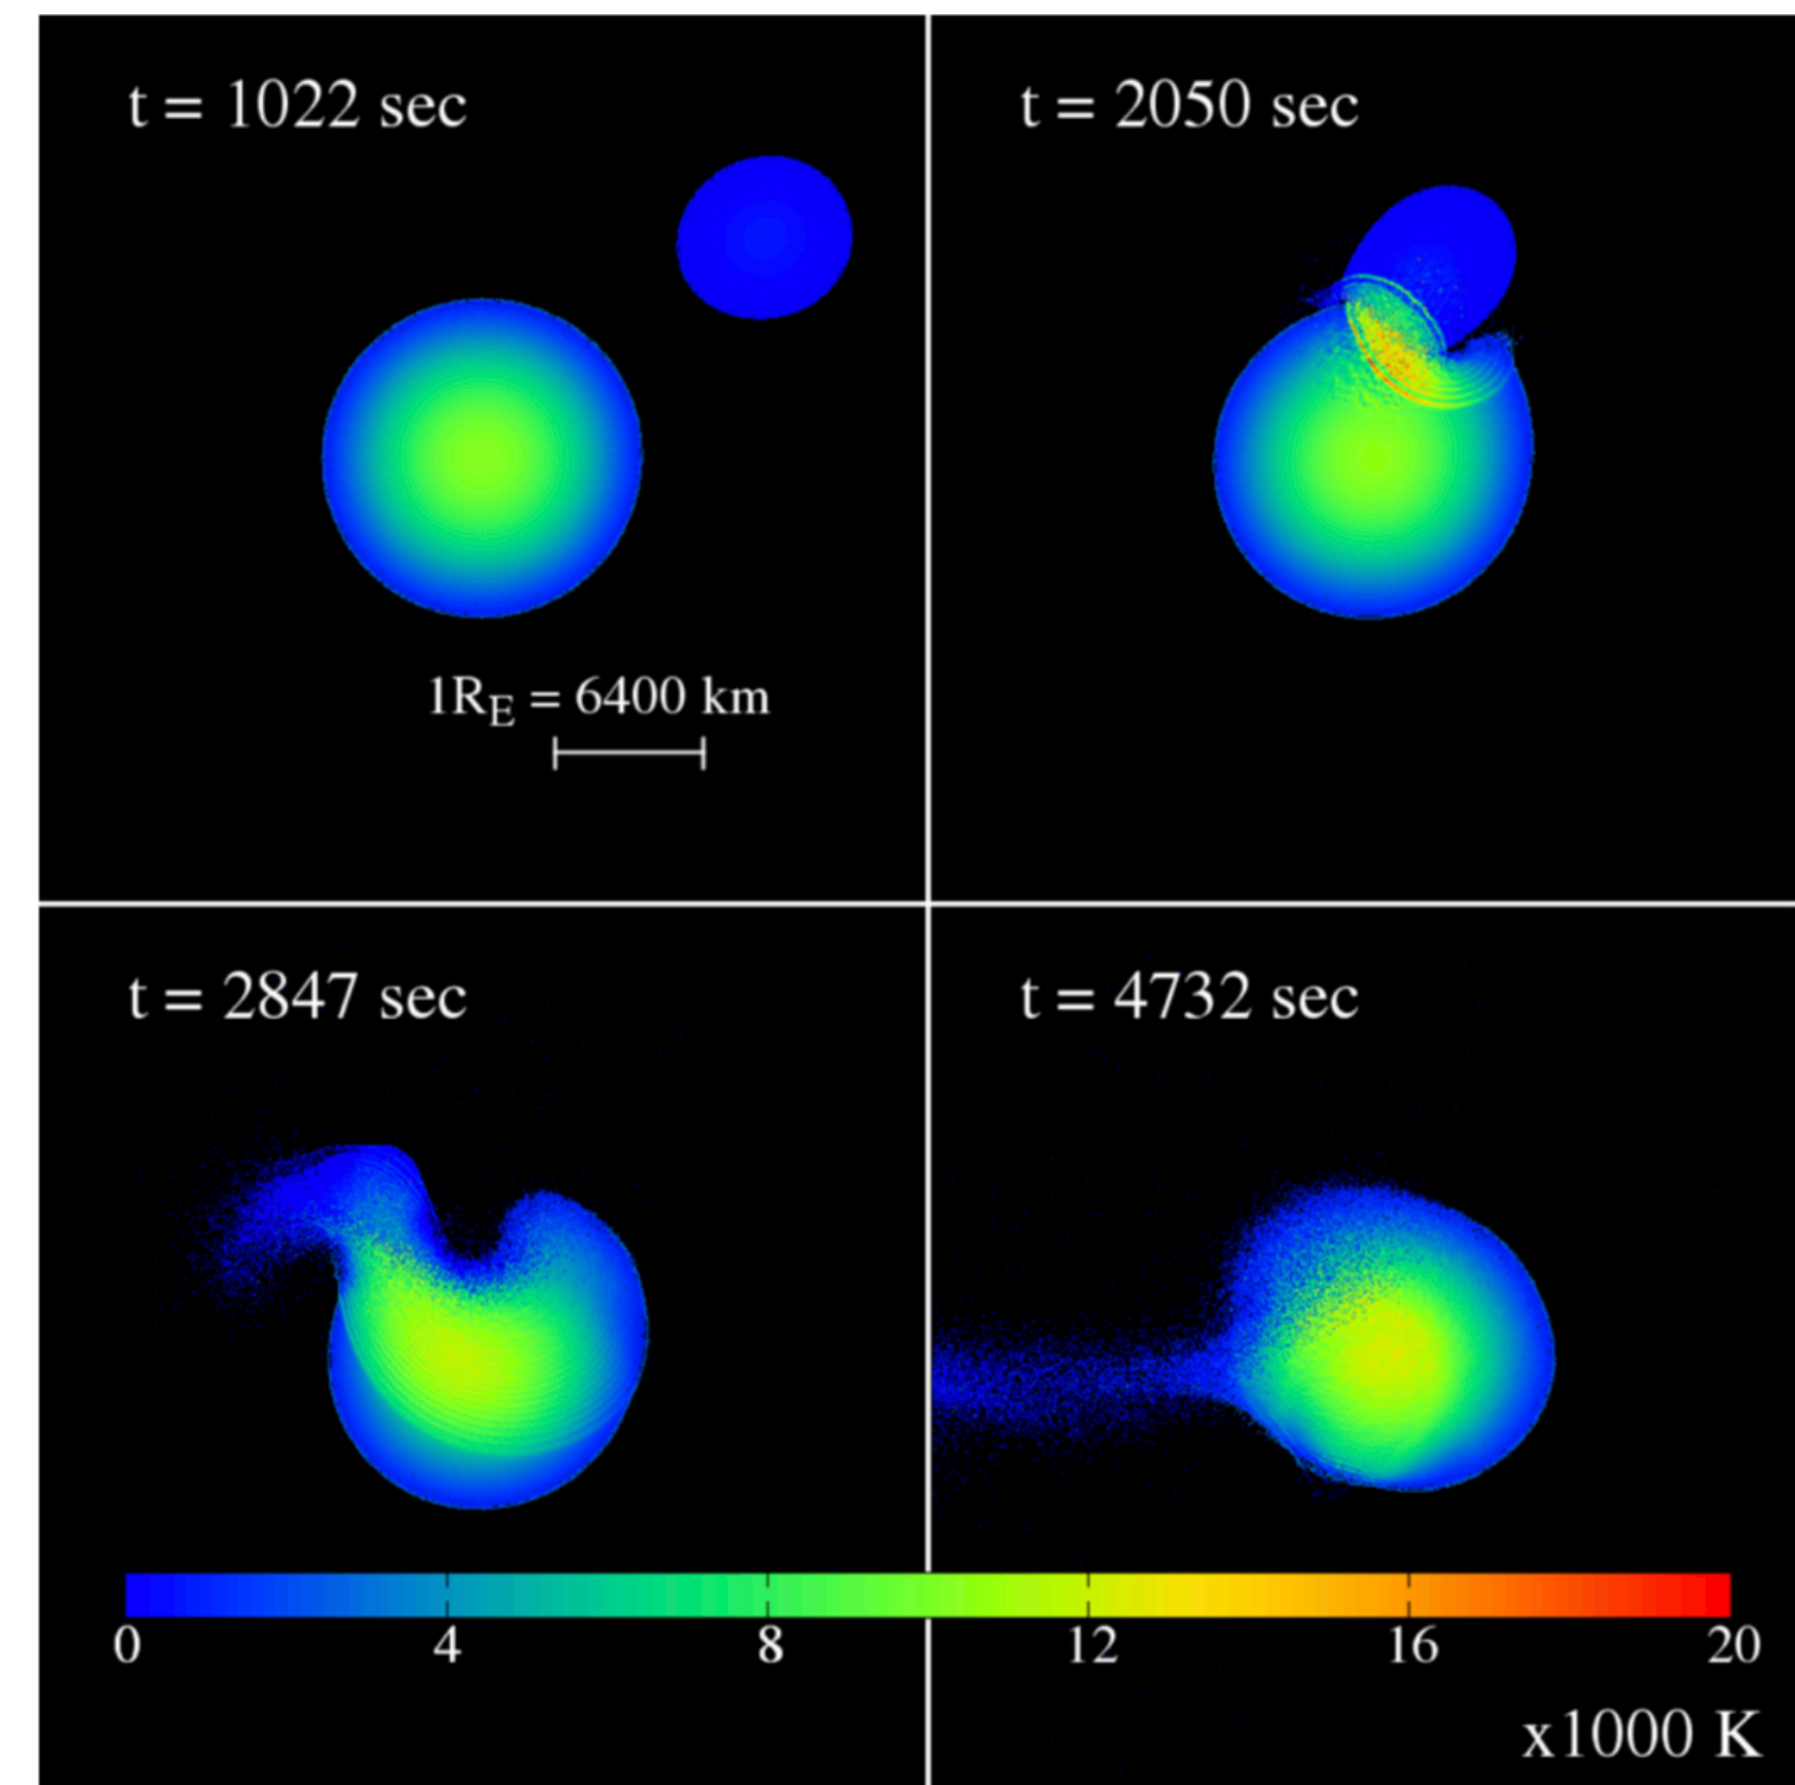 t = 1022 sec
t = 2050 sec
1R_E = 6400 km
t = 2847 sec
t = 4732 sec
0 4 8 12 16 20
x1000 K